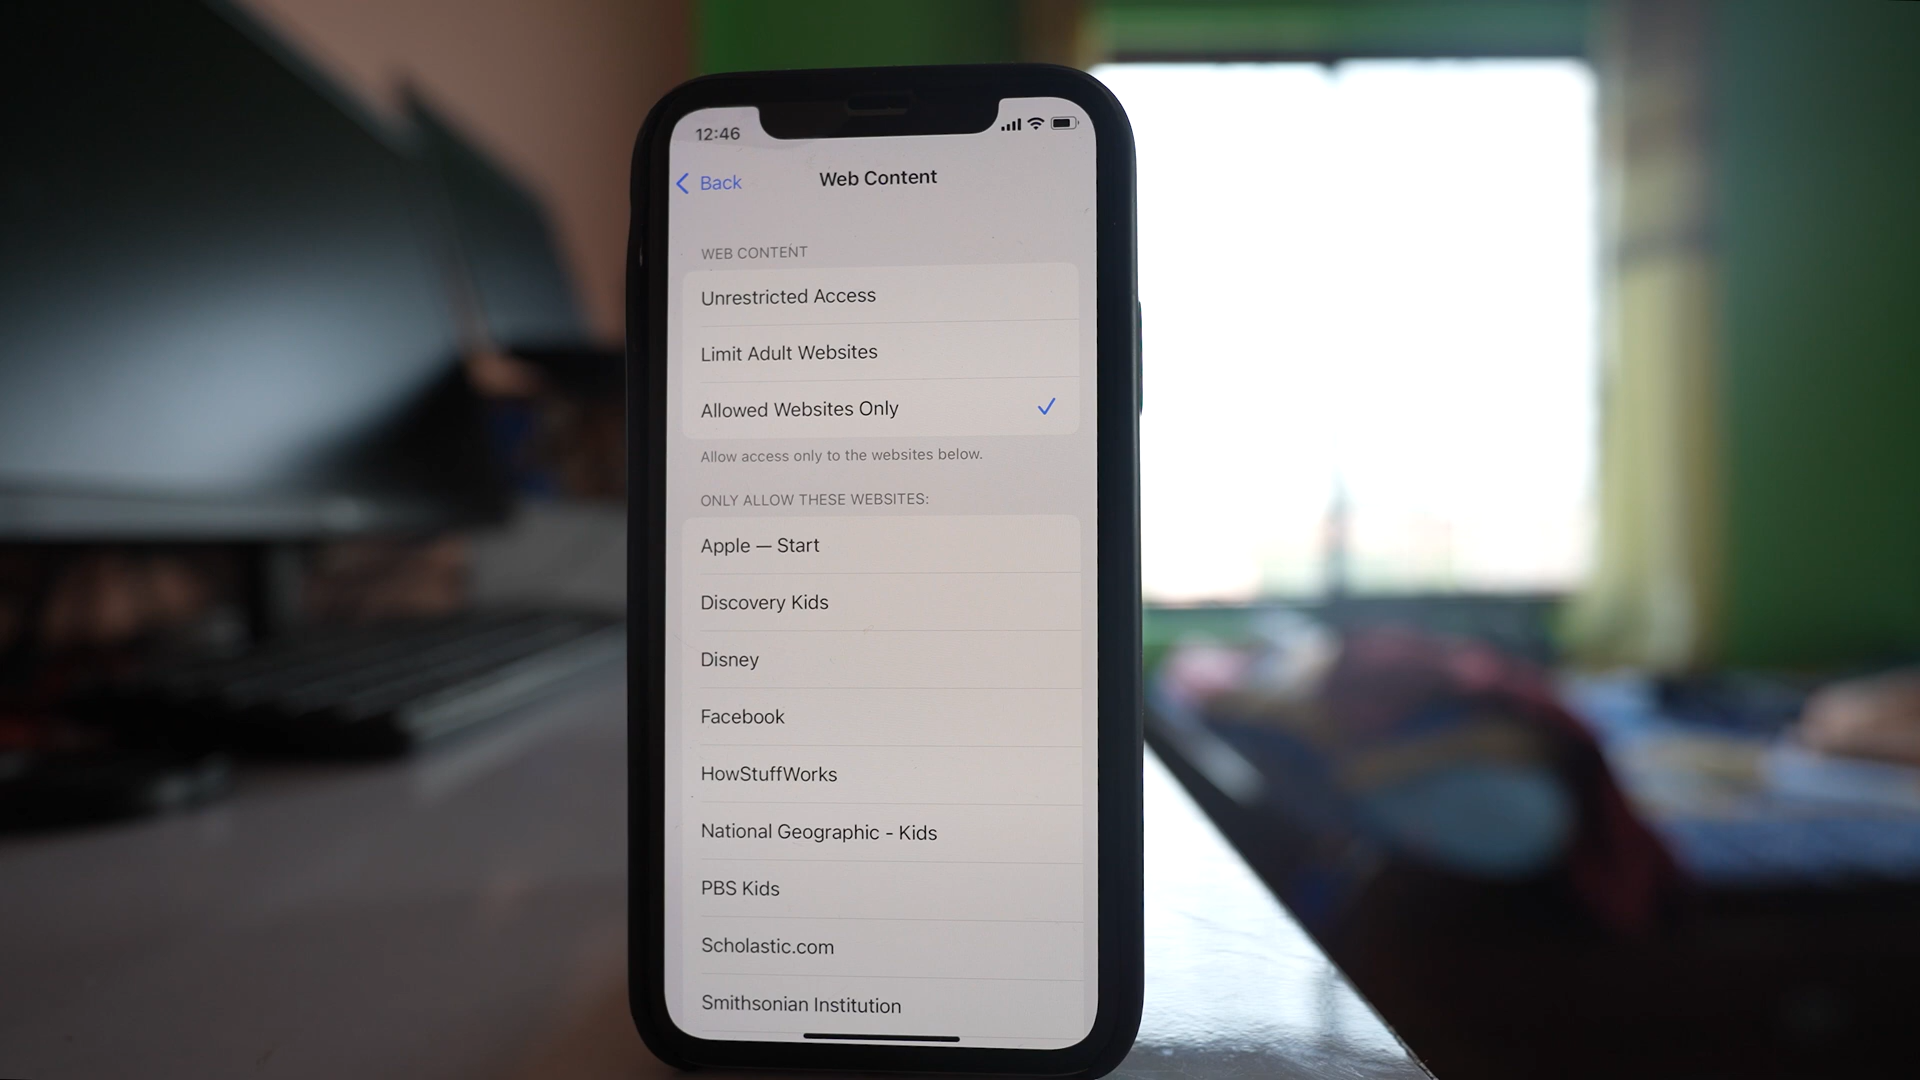 12:46
Back
Web Content
WEB CONTENT
Unrestricted Access
Limit Adult Websites
Allowed Websites Only
Allow access only to the websites below.
ONLY ALLOW THESE WEBSITES:
Apple — Start
Discovery Kids
Disney
Facebook
HowStuffWorks
National Geographic - Kids
PBS Kids
Scholastic.com
Smithsonian Institution